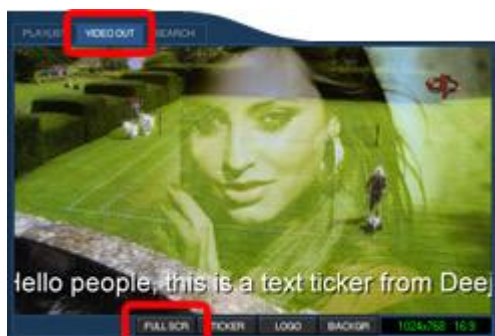 PLAYLIST VIDEO OUT SEARCH
Hello people, this is a text ticker from Deej
FULL SCR TICKER LOGO BACKGR 1024x768 16:9